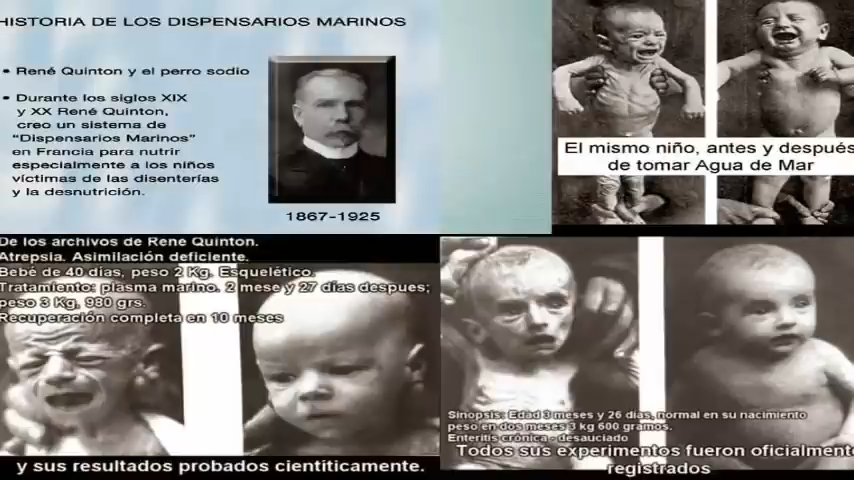 HISTORIA DE LOS DISPENSARIOS MARINOS
• René Quinton y el perro sodio
• Durante los siglos XIX
y XX René Quinton,
creo un sistema de
"Dispensarios Marinos"
en Francia para nutrir
especialmente a los niños
víctimas de las disenterías
y la desnutrición.
1867-1925
El mismo niño, antes y después
de tomar Agua de Mar
De los archivos de Rene Quinton.
Atrepsia. Asimilación deficiente.
Bebé de 40 días, peso 2 Kg. Esquelético.
Tratamiento: plasma marino. 2 mese y 27 días despues;
peso 3 Kg. 980 grs.
Recuperación completa en 10 meses
y sus resultados probados cientiticamente.
Sinopsis: Edad 3 meses y 26 dias, normal en su nacimiento
peso en dos meses 3 kg 600 gramos.
Enteritis crónica - desauciado
Todos sus experimentos fueron oficialmente
registrados